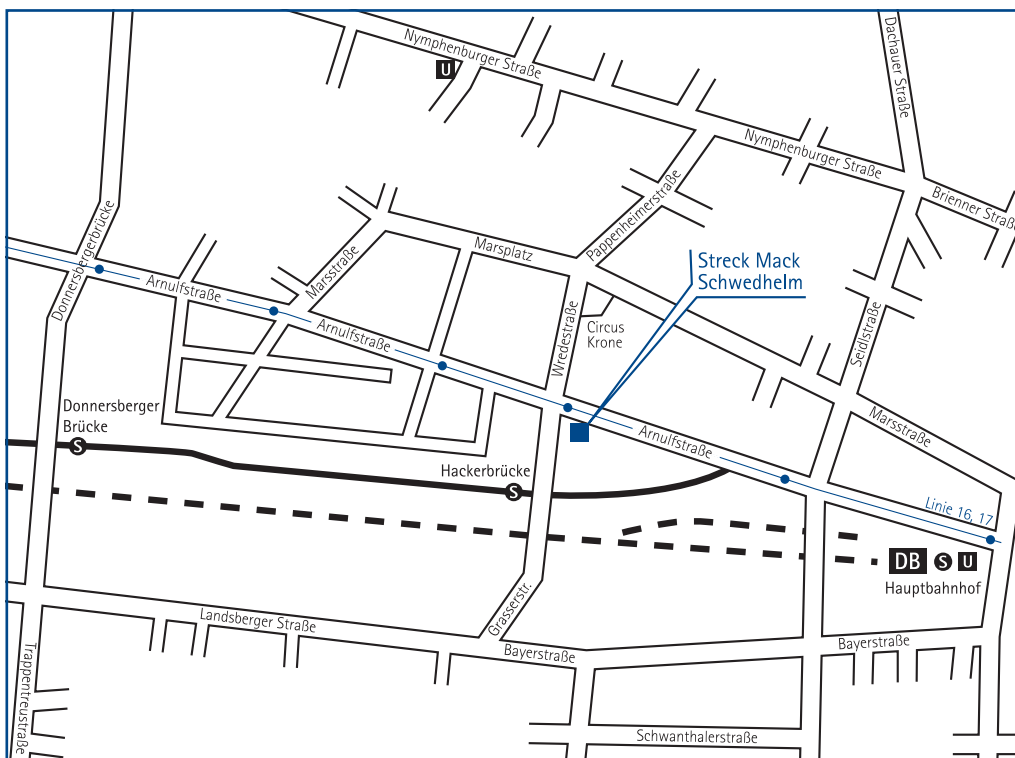 Nymphenburger Straße
U
Dachauer Straße
Nymphenburger Straße
Brienner Straße
Pappenheimerstraße
Donnersbergerbrücke
Marsplatz
Marsstraße
Arnulfstraße
Streck Mack
Schwedhelm
Arnulfstraße
Circus
Krone
Wredestraße
Seidlstraße
Donnersberger
Brücke
S
Arnulfstraße
Marsstraße
Hackerbrücke
S
Linie 16, 17
DB S U
Hauptbahnhof
Grasserstr.
Landsberger Straße
Bayerstraße
Bayerstraße
Trappentreustraße
Schwanthalerstraße